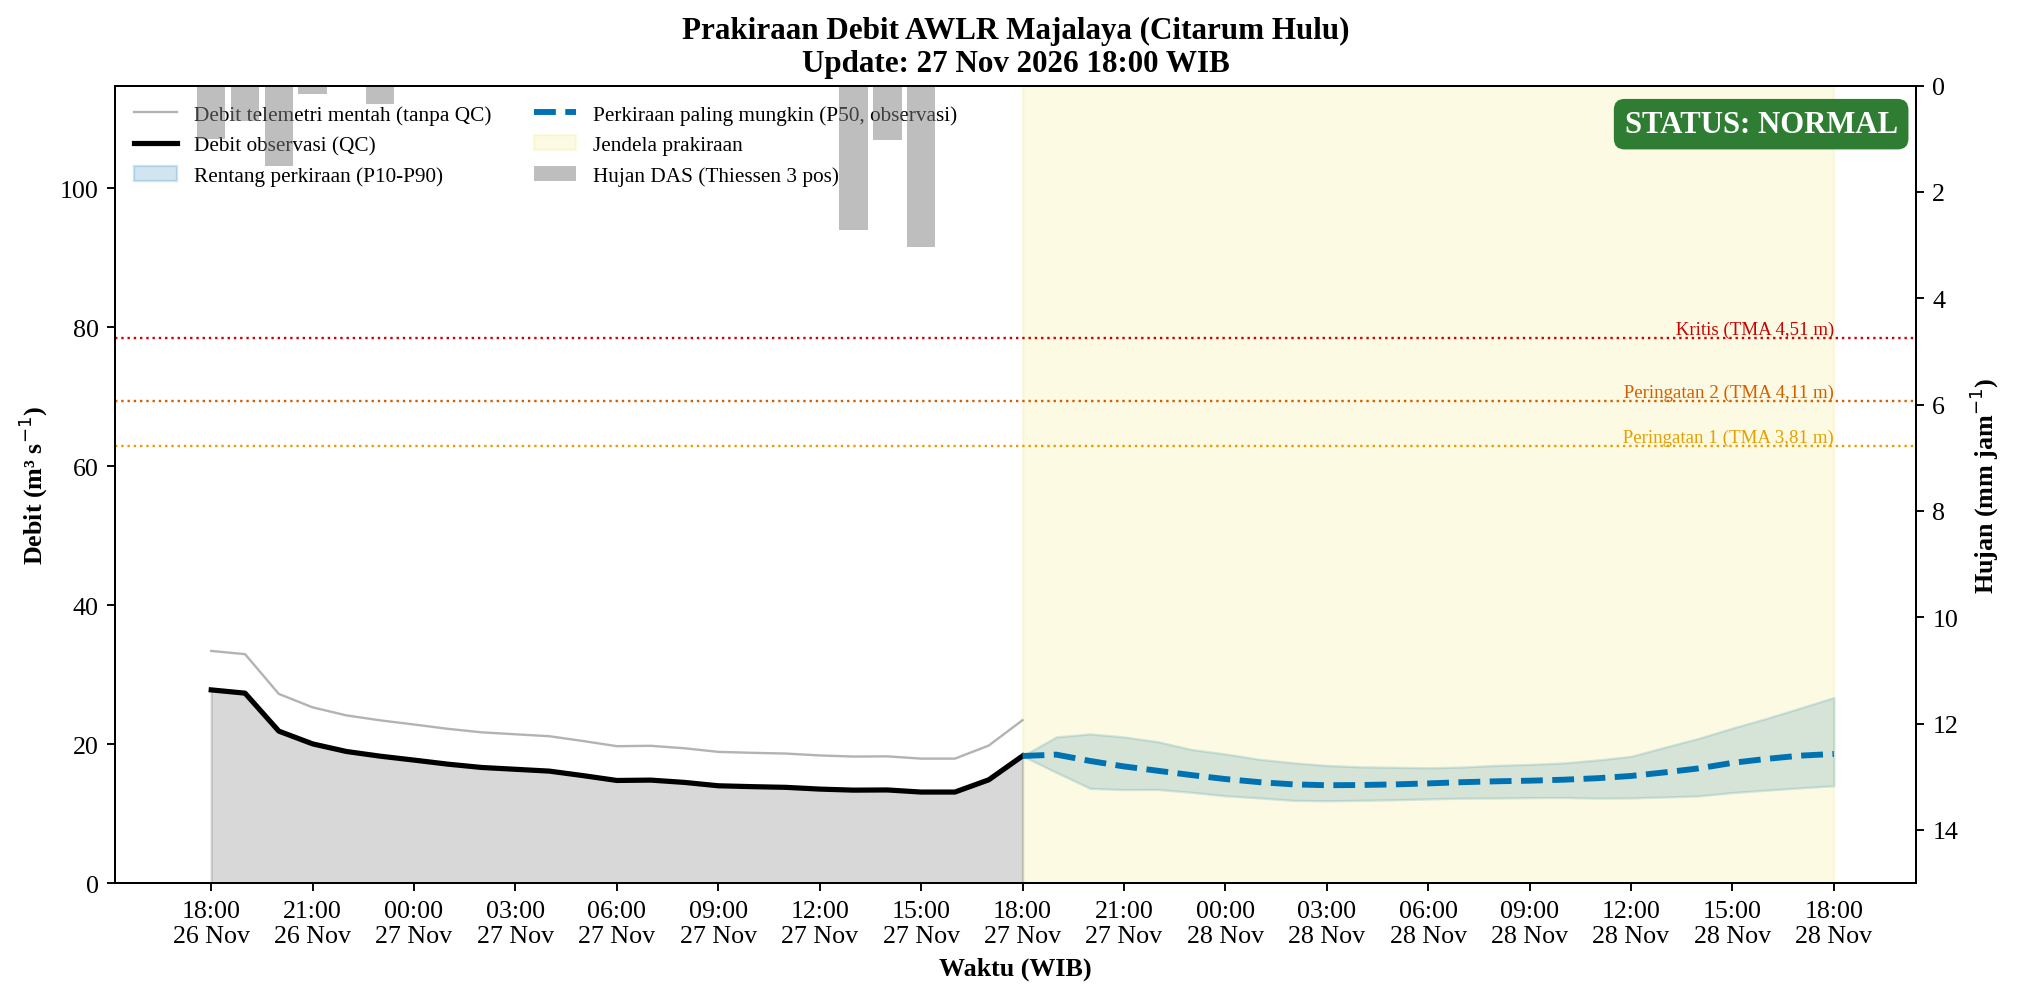 Prakiraan Debit AWLR Majalaya (Citarum Hulu)
Update: 27 Nov 2026 18:00 WIB
Debit telemetri mentah (tanpa QC)
Debit observasi (QC)
Rentang perkiraan (P10-P90)
Perkiraan paling mungkin (P50, observasi)
Jendela prakiraan
Hujan DAS (Thiessen 3 pos)
STATUS: NORMAL
Kritis (TMA 4,51 m)
Peringatan 2 (TMA 4,11 m)
Peringatan 1 (TMA 3,81 m)
Debit (m³ s⁻¹)
100
80
60
40
20
0
Hujan (mm jam⁻¹)
0
2
4
6
8
10
12
14
18:00 21:00 00:00 03:00 06:00 09:00 12:00 15:00 18:00 21:00 00:00 03:00 06:00 09:00 12:00 15:00 18:00
26 Nov 26 Nov 27 Nov 27 Nov 27 Nov 27 Nov 27 Nov 27 Nov 27 Nov 27 Nov 28 Nov 28 Nov 28 Nov 28 Nov 28 Nov 28 Nov 28 Nov
Waktu (WIB)